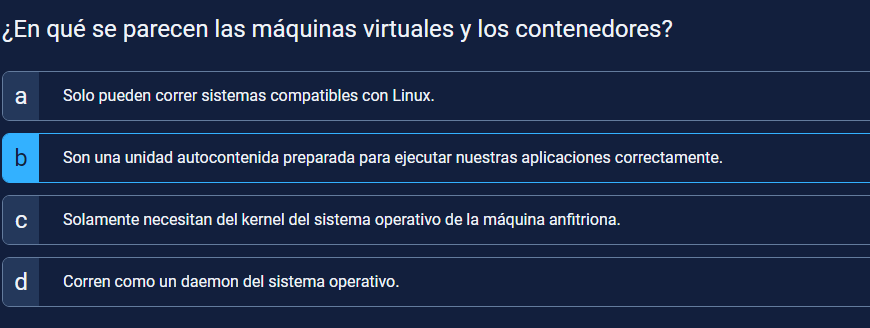 ¿En qué se parecen las máquinas virtuales y los contenedores?
a Solo pueden correr sistemas compatibles con Linux.
b Son una unidad autocontenida preparada para ejecutar nuestras aplicaciones correctamente.
c Solamente necesitan del kernel del sistema operativo de la máquina anfitriona.
d Corren como un daemon del sistema operativo.